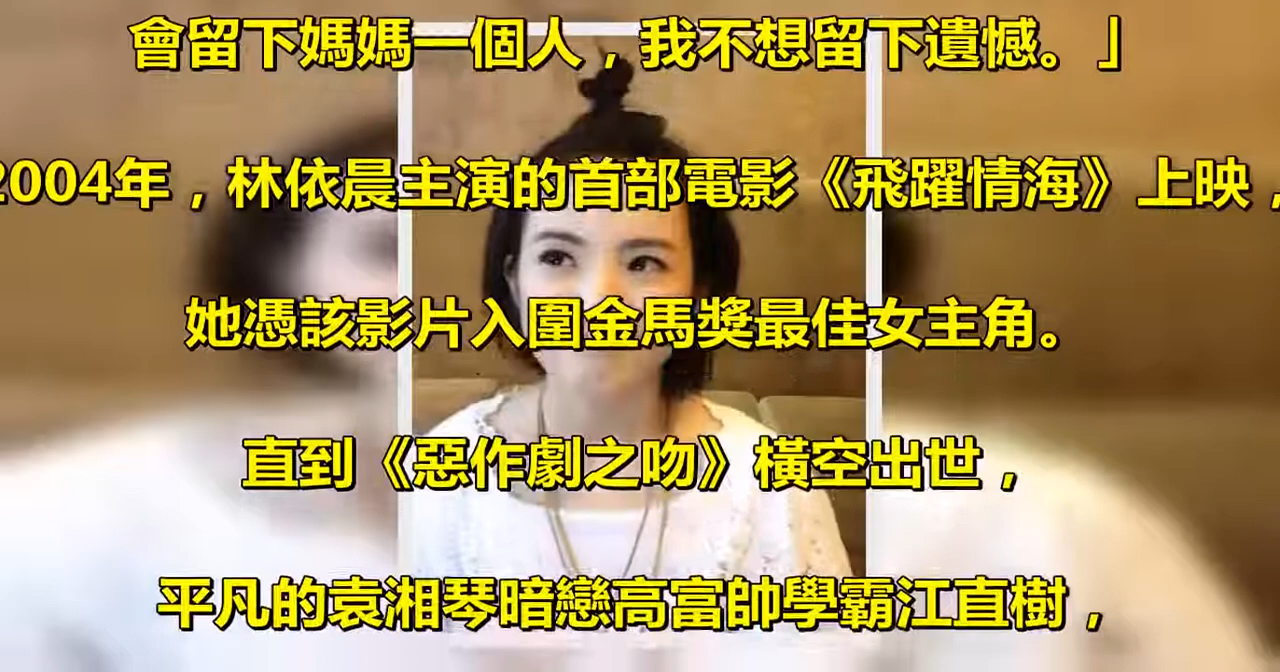 會留下媽媽一個人，我不想留下遺憾。」
2004年，林依晨主演的首部電影《飛躍情海》上映，
她憑該影片入圍金馬獎最佳女主角。
直到《惡作劇之吻》橫空出世，
平凡的袁湘琴暗戀高富帥學霸江直樹，